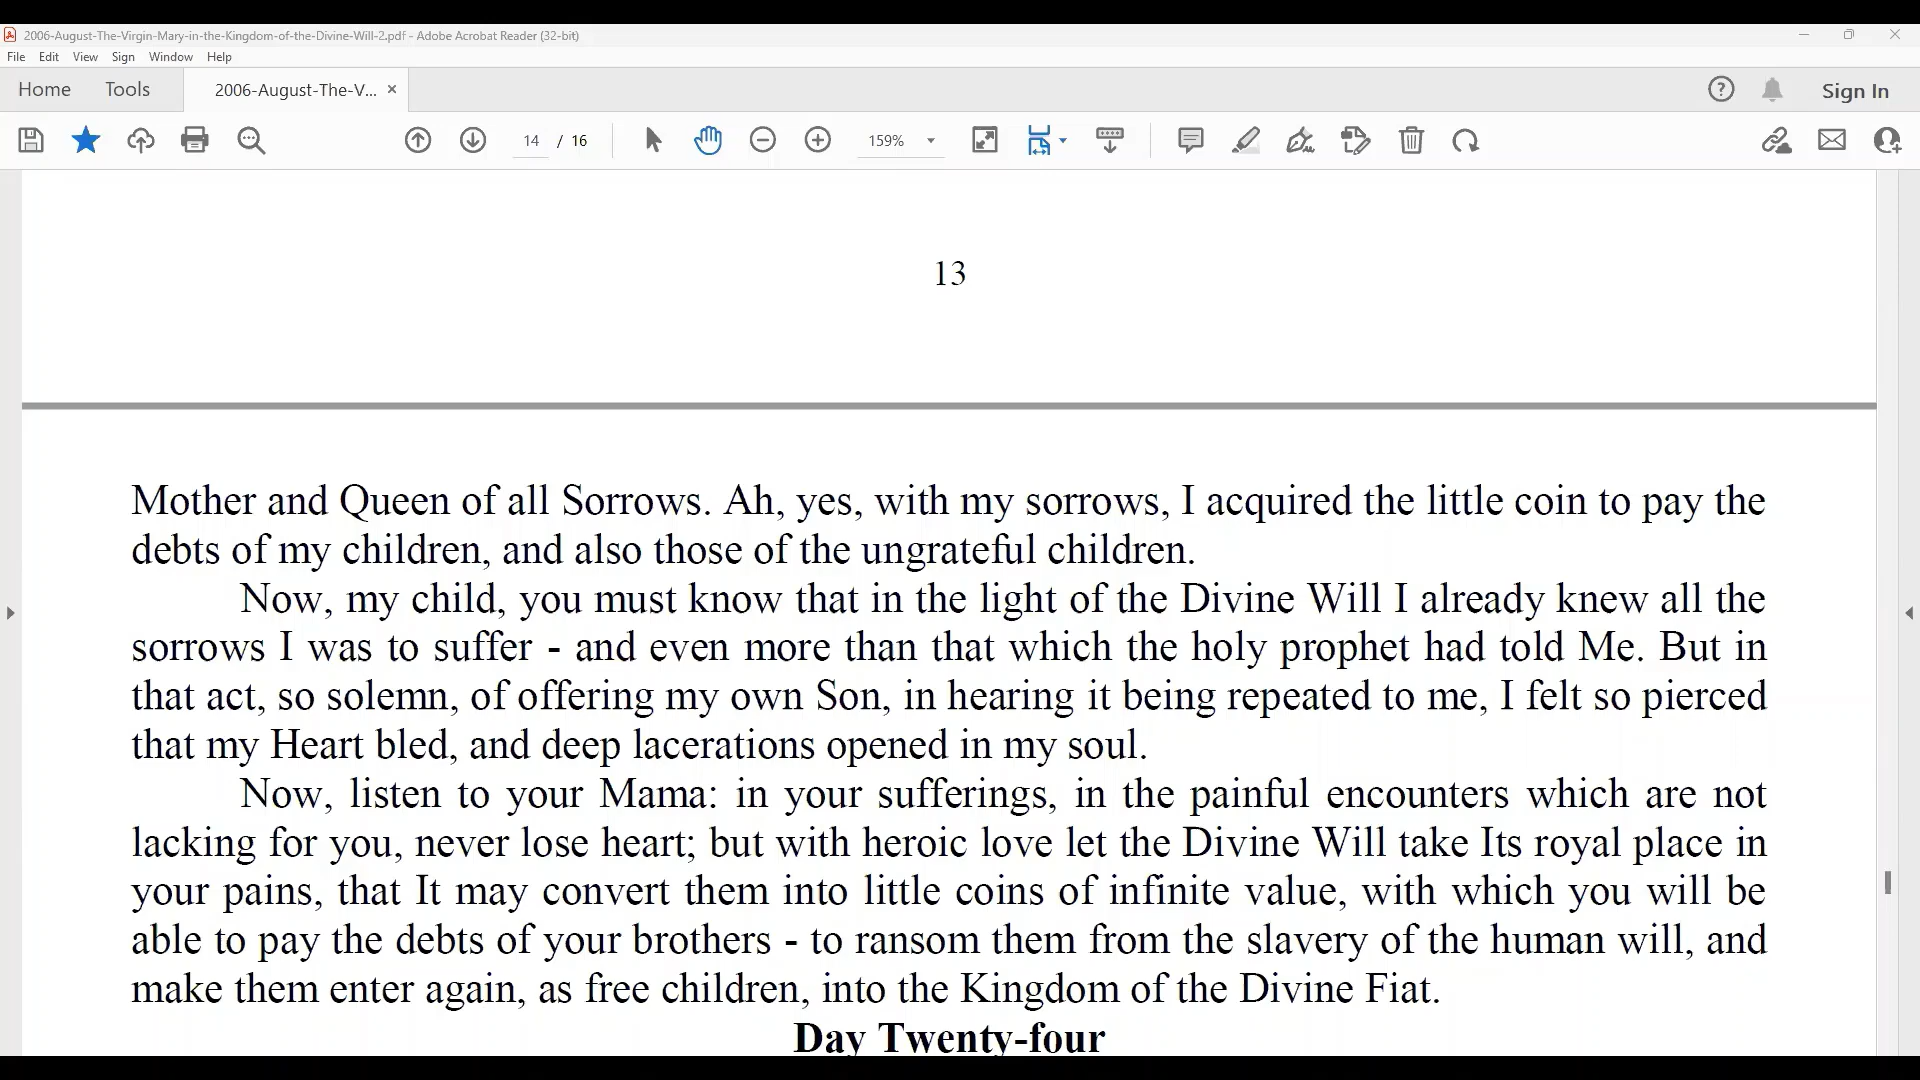 2006-August-The-Virgin-Mary-in-the-Kingdom-of-the-Divine-Will-2.pdf - Adobe Acrobat Reader (32-bit)
File Edit View Sign Window Help
Home Tools 2006-August-The-V... × Sign In
14 / 16 159%
13
Mother and Queen of all Sorrows. Ah, yes, with my sorrows, I acquired the little coin to pay the
debts of my children, and also those of the ungrateful children.
Now, my child, you must know that in the light of the Divine Will I already knew all the
sorrows I was to suffer - and even more than that which the holy prophet had told Me. But in
that act, so solemn, of offering my own Son, in hearing it being repeated to me, I felt so pierced
that my Heart bled, and deep lacerations opened in my soul.
Now, listen to your Mama: in your sufferings, in the painful encounters which are not
lacking for you, never lose heart; but with heroic love let the Divine Will take Its royal place in
your pains, that It may convert them into little coins of infinite value, with which you will be
able to pay the debts of your brothers - to ransom them from the slavery of the human will, and
make them enter again, as free children, into the Kingdom of the Divine Fiat.
Day Twenty-four